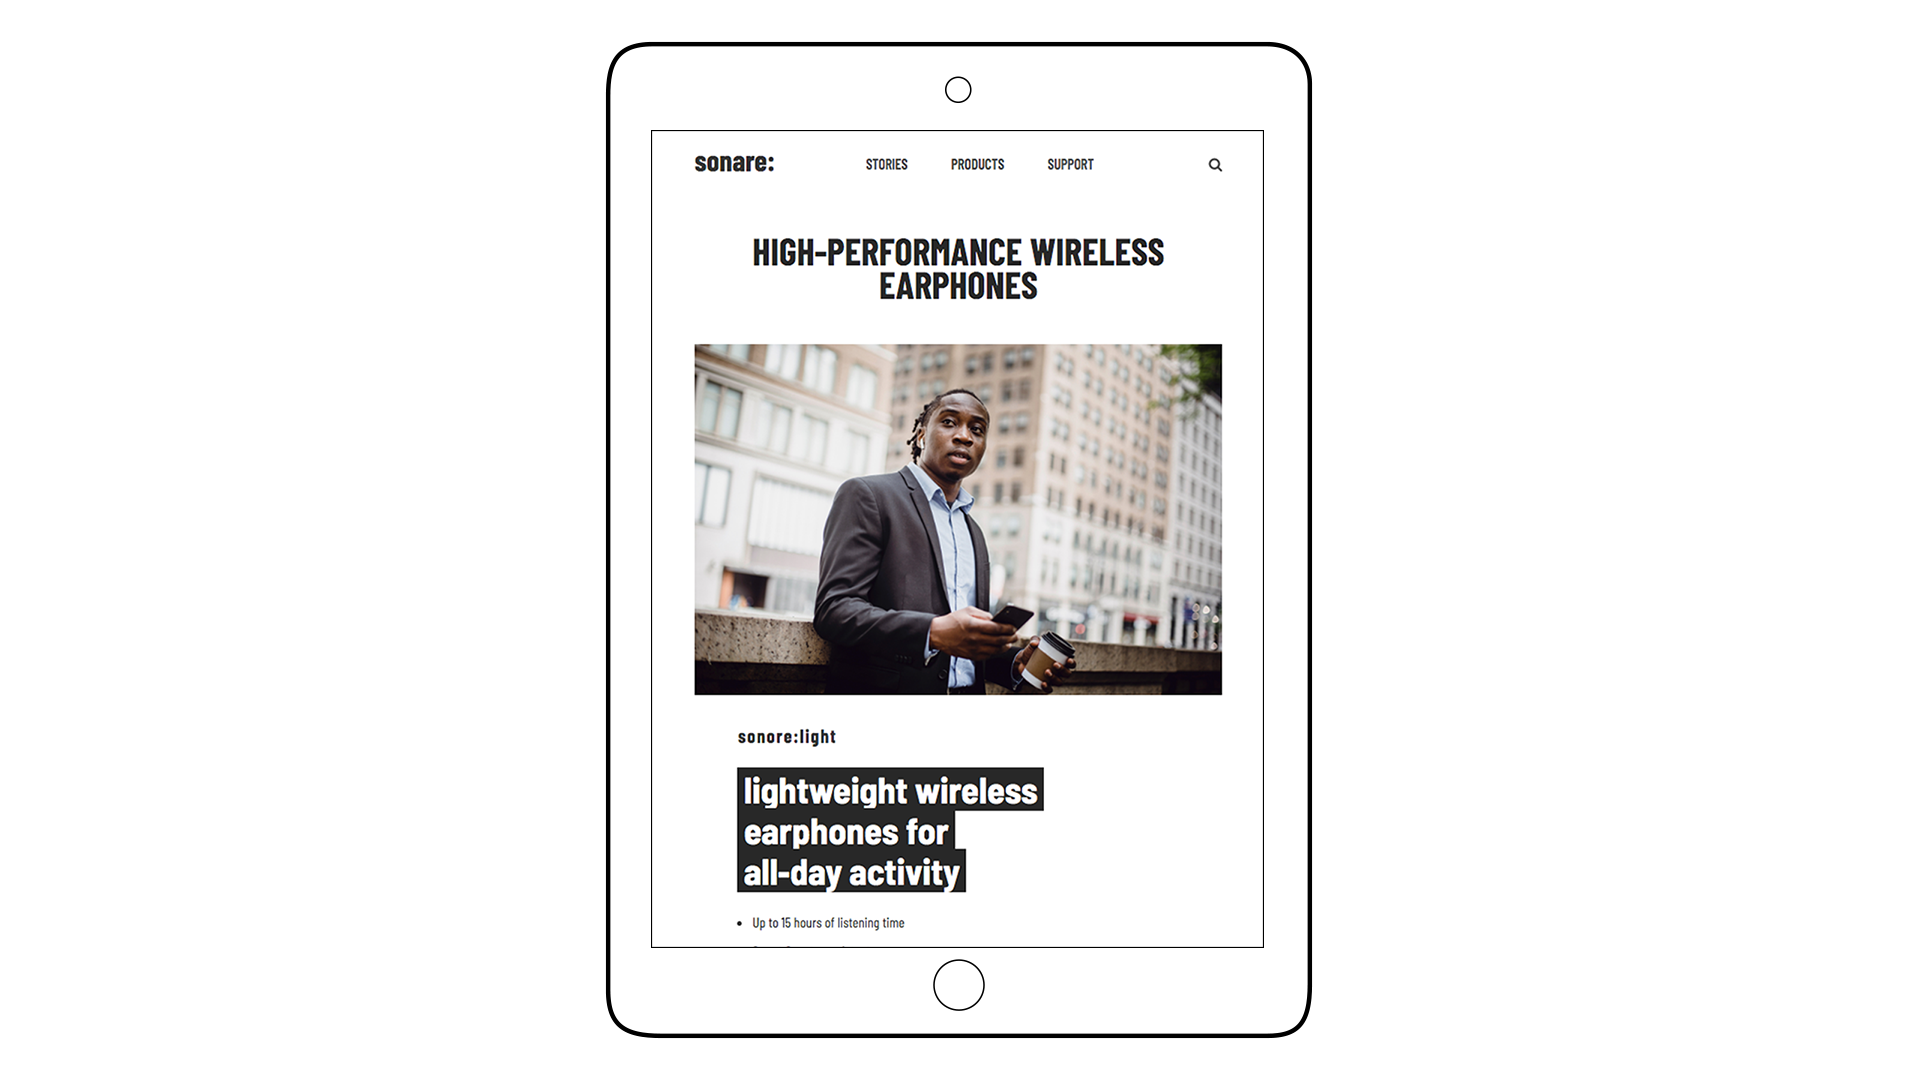 sonare:
STORIES PRODUCTS SUPPORT
HIGH-PERFORMANCE WIRELESS
EARPHONES
sonore:light
lightweight wireless
earphones for
all-day activity
• Up to 15 hours of listening time